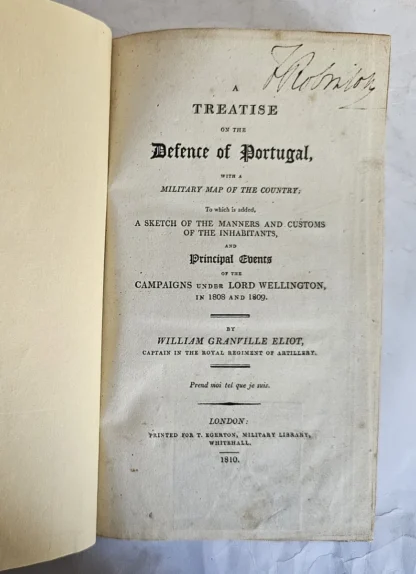 A
TREATISE
ON THE
Defence of Portugal,
WITH A
MILITARY MAP OF THE COUNTRY:
To which is added,
A SKETCH OF THE MANNERS AND CUSTOMS
OF THE INHABITANTS,
AND
Principal Events
OF THE
CAMPAIGNS UNDER LORD WELLINGTON,
IN 1808 AND 1809.
BY
WILLIAM GRANVILLE ELIOT,
CAPTAIN IN THE ROYAL REGIMENT OF ARTILLERY.
Prend moi tel que je suis.
LONDON:
PRINTED FOR T. EGERTON, MILITARY LIBRARY,
WHITEHALL.
1810.